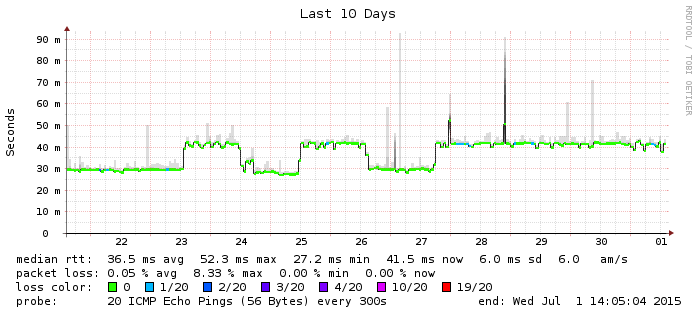 Last 10 Days
RRDTOOL / TOBI OETIKER
Seconds
90 m
80 m
70 m
60 m
50 m
40 m
30 m
20 m
10 m
0
22 23 24 25 26 27 28 29 30 01
median rtt: 36.5 ms avg 52.3 ms max 27.2 ms min 41.5 ms now 6.0 ms sd 6.0 am/s
packet loss: 0.05 % avg 8.33 % max 0.00 % min 0.00 % now
loss color: 0 1/20 2/20 3/20 4/20 10/20 19/20
probe: 20 ICMP Echo Pings (56 Bytes) every 300s end: Wed Jul 1 14:05:04 2015